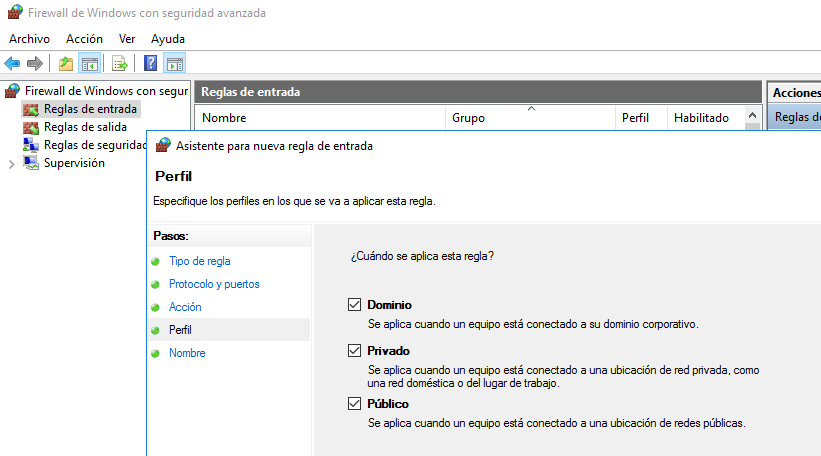 Firewall de Windows con seguridad avanzada
Archivo Acción Ver Ayuda
Firewall de Windows con segur
Reglas de entrada
Reglas de salida
Reglas de seguridad
Supervisión
Reglas de entrada
Nombre Grupo Perfil Habilitado
Acciones
Reglas d
Asistente para nueva regla de entrada
Perfil
Especifique los perfiles en los que se va a aplicar esta regla.
Pasos:
Tipo de regla
Protocolo y puertos
Acción
Perfil
Nombre
¿Cuándo se aplica esta regla?
Dominio
Se aplica cuando un equipo está conectado a su dominio corporativo.
Privado
Se aplica cuando un equipo está conectado a una ubicación de red privada, como
una red doméstica o del lugar de trabajo.
Público
Se aplica cuando un equipo está conectado a una ubicación de redes públicas.